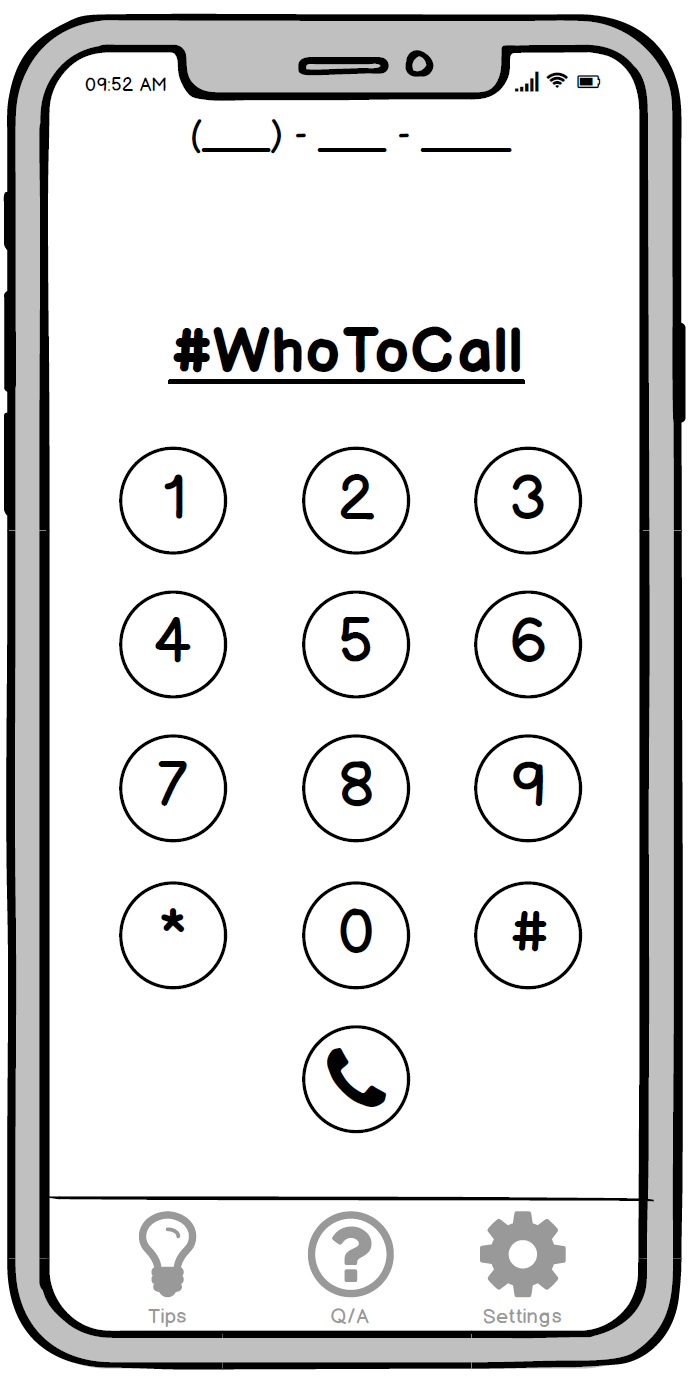 09:52 AM
(___) - ___ - ____
#WhoToCall
1 2 3
4 5 6
7 8 9
* 0 #
?
Tips Q/A Settings